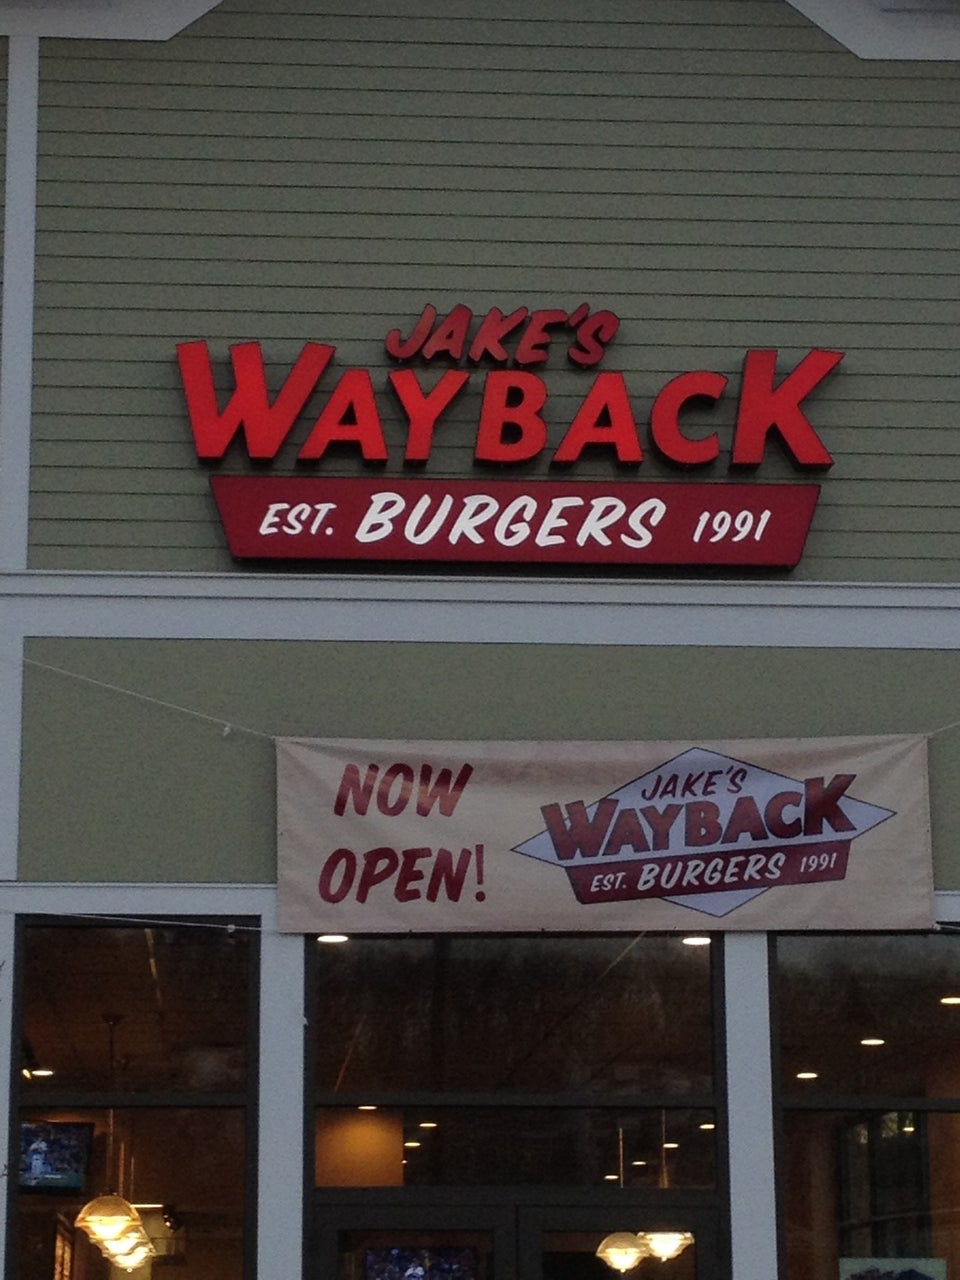 JAKE'S
WAYBACK
EST. BURGERS 1991
NOW
OPEN!
JAKE'S
WAYBACK
EST. BURGERS 1991